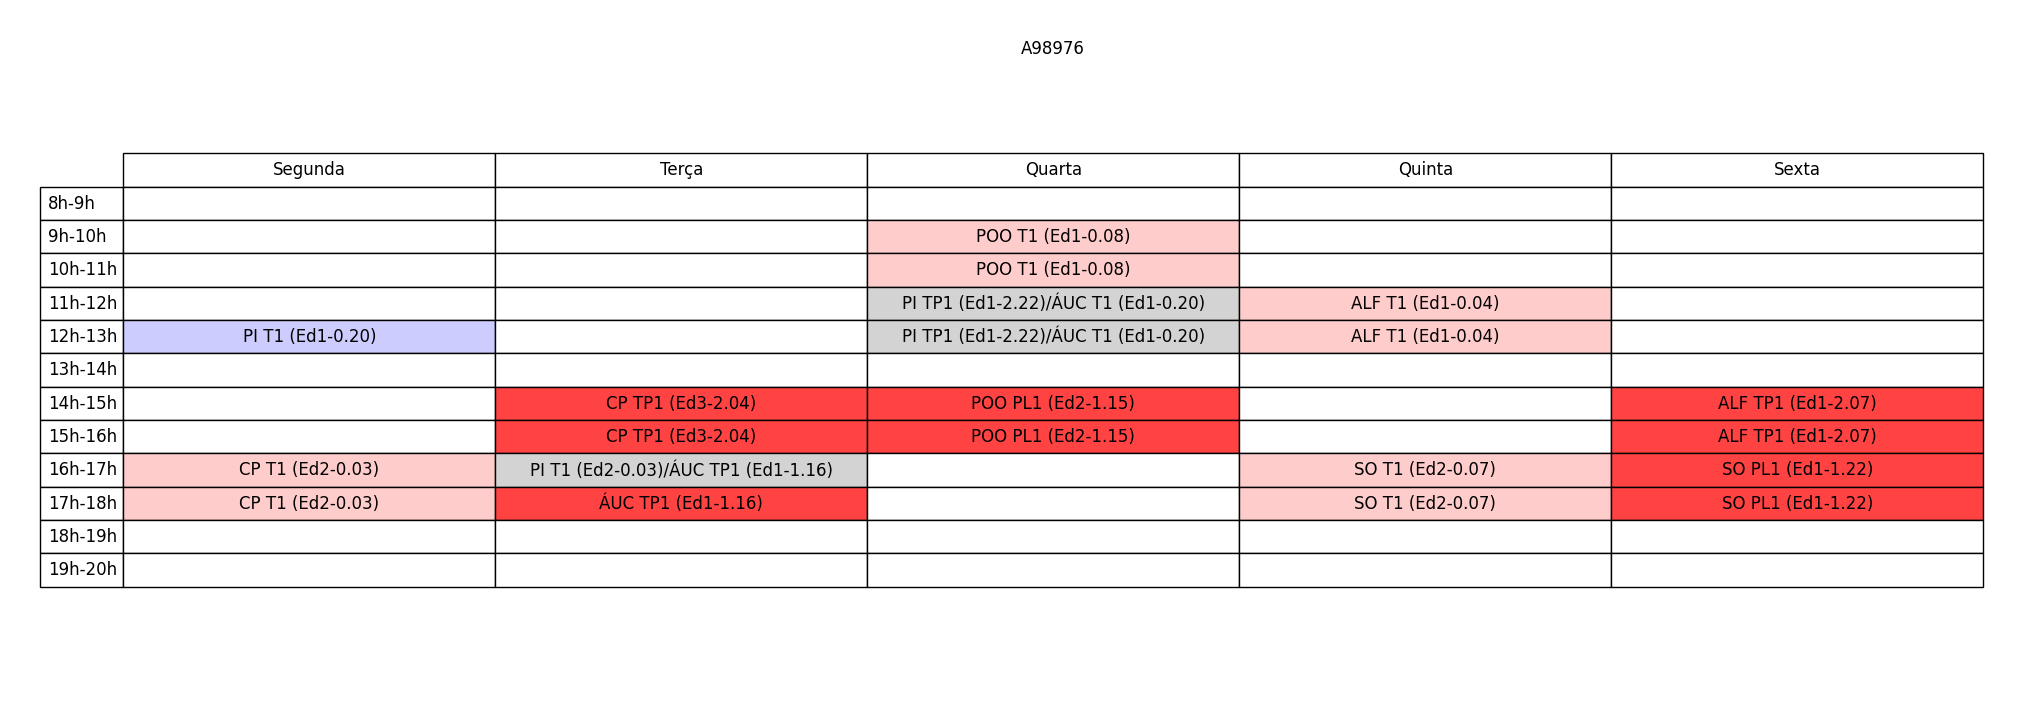 A98976
Segunda Terça Quarta Quinta Sexta
8h-9h
9h-10h POO T1 (Ed1-0.08)
10h-11h POO T1 (Ed1-0.08)
11h-12h PI TP1 (Ed1-2.22)/ÁUC T1 (Ed1-0.20) ALF T1 (Ed1-0.04)
12h-13h PI T1 (Ed1-0.20) PI TP1 (Ed1-2.22)/ÁUC T1 (Ed1-0.20) ALF T1 (Ed1-0.04)
13h-14h
14h-15h CP TP1 (Ed3-2.04) POO PL1 (Ed2-1.15) ALF TP1 (Ed1-2.07)
15h-16h CP TP1 (Ed3-2.04) POO PL1 (Ed2-1.15) ALF TP1 (Ed1-2.07)
16h-17h CP T1 (Ed2-0.03) PI T1 (Ed2-0.03)/ÁUC TP1 (Ed1-1.16) SO T1 (Ed2-0.07) SO PL1 (Ed1-1.22)
17h-18h CP T1 (Ed2-0.03) ÁUC TP1 (Ed1-1.16) SO T1 (Ed2-0.07) SO PL1 (Ed1-1.22)
18h-19h
19h-20h